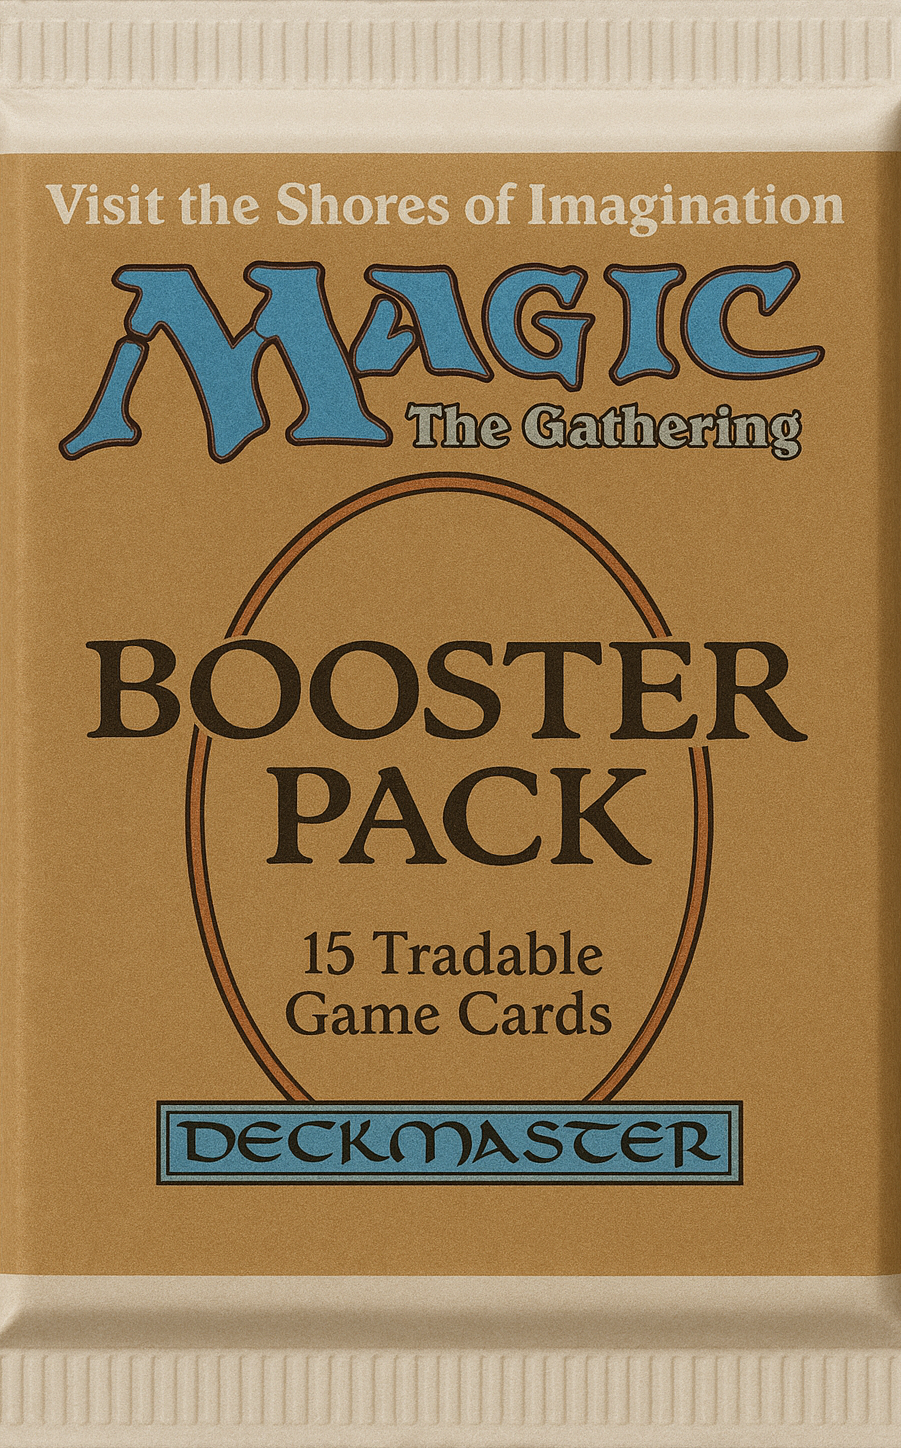 Visit the Shores of Imagination
MAGIC
The Gathering
BOOSTER
PACK
15 Tradable
Game Cards
DECKMASTER